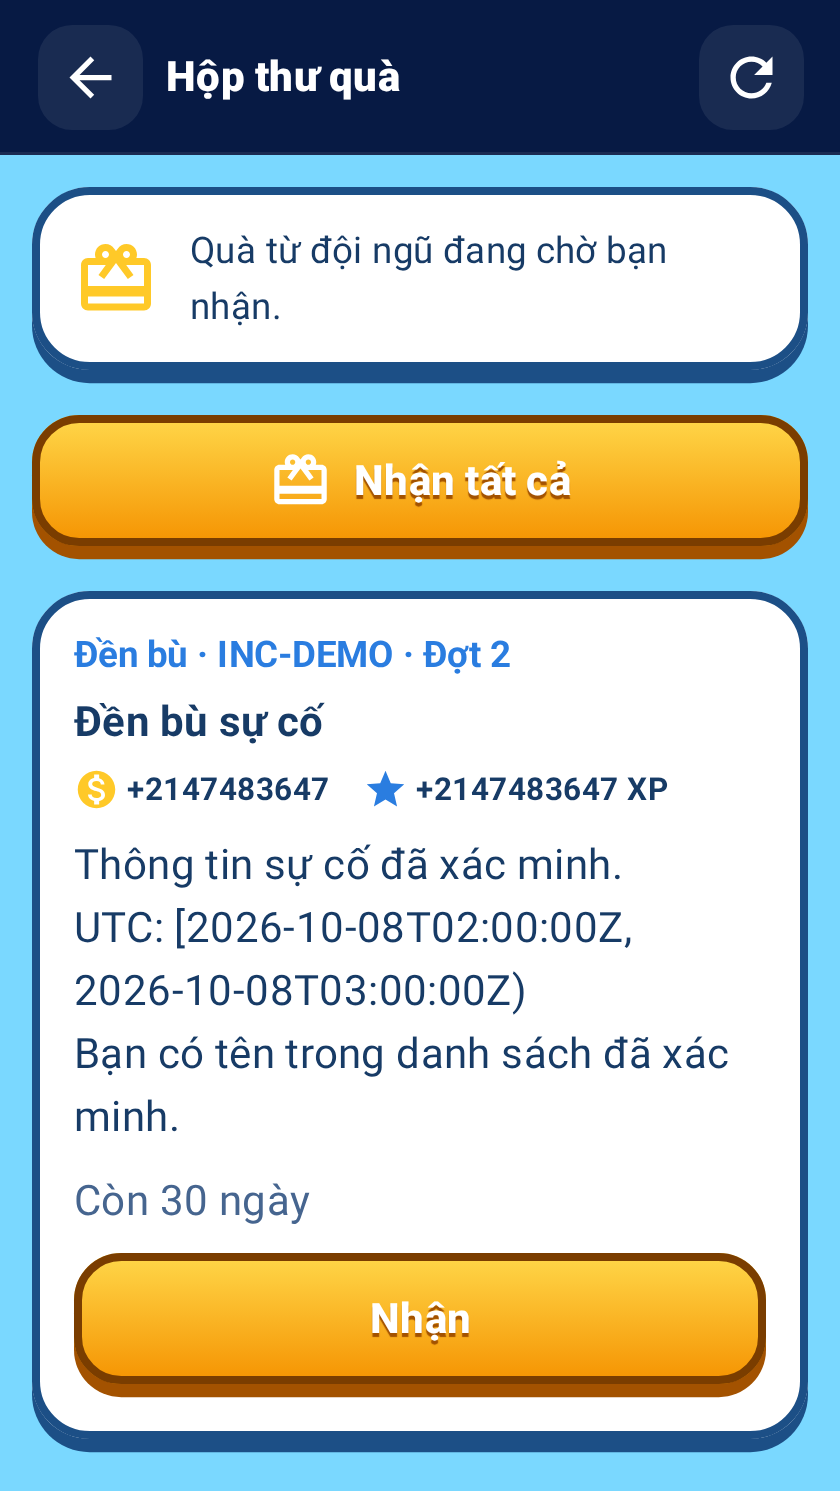 Hộp thư quà
Quà từ đội ngũ đang chờ bạn
nhận.
Nhận tất cả
Đền bù · INC-DEMO · Đợt 2
Đền bù sự cố
+2147483647 +2147483647 XP
Thông tin sự cố đã xác minh.
UTC: [2026-10-08T02:00:00Z,
2026-10-08T03:00:00Z)
Bạn có tên trong danh sách đã xác
minh.
Còn 30 ngày
Nhận